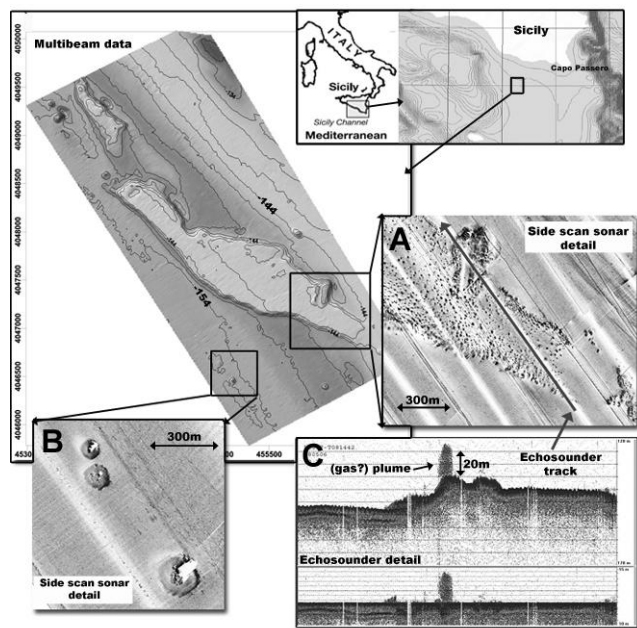 Multibeam data
4050000
4049500
4049000
4048500
4048000
4047500
4047000
4046500
4046000
455500
-144
-154
-144
-144
ITALY
Sicily
Sicily Channel
Mediterranean
Sicily
Capo Passero
A
Side scan sonar
detail
300m
Echosounder
track
B
300m
Side scan sonar
detail
C
(gas?) plume
20m
Echosounder detail